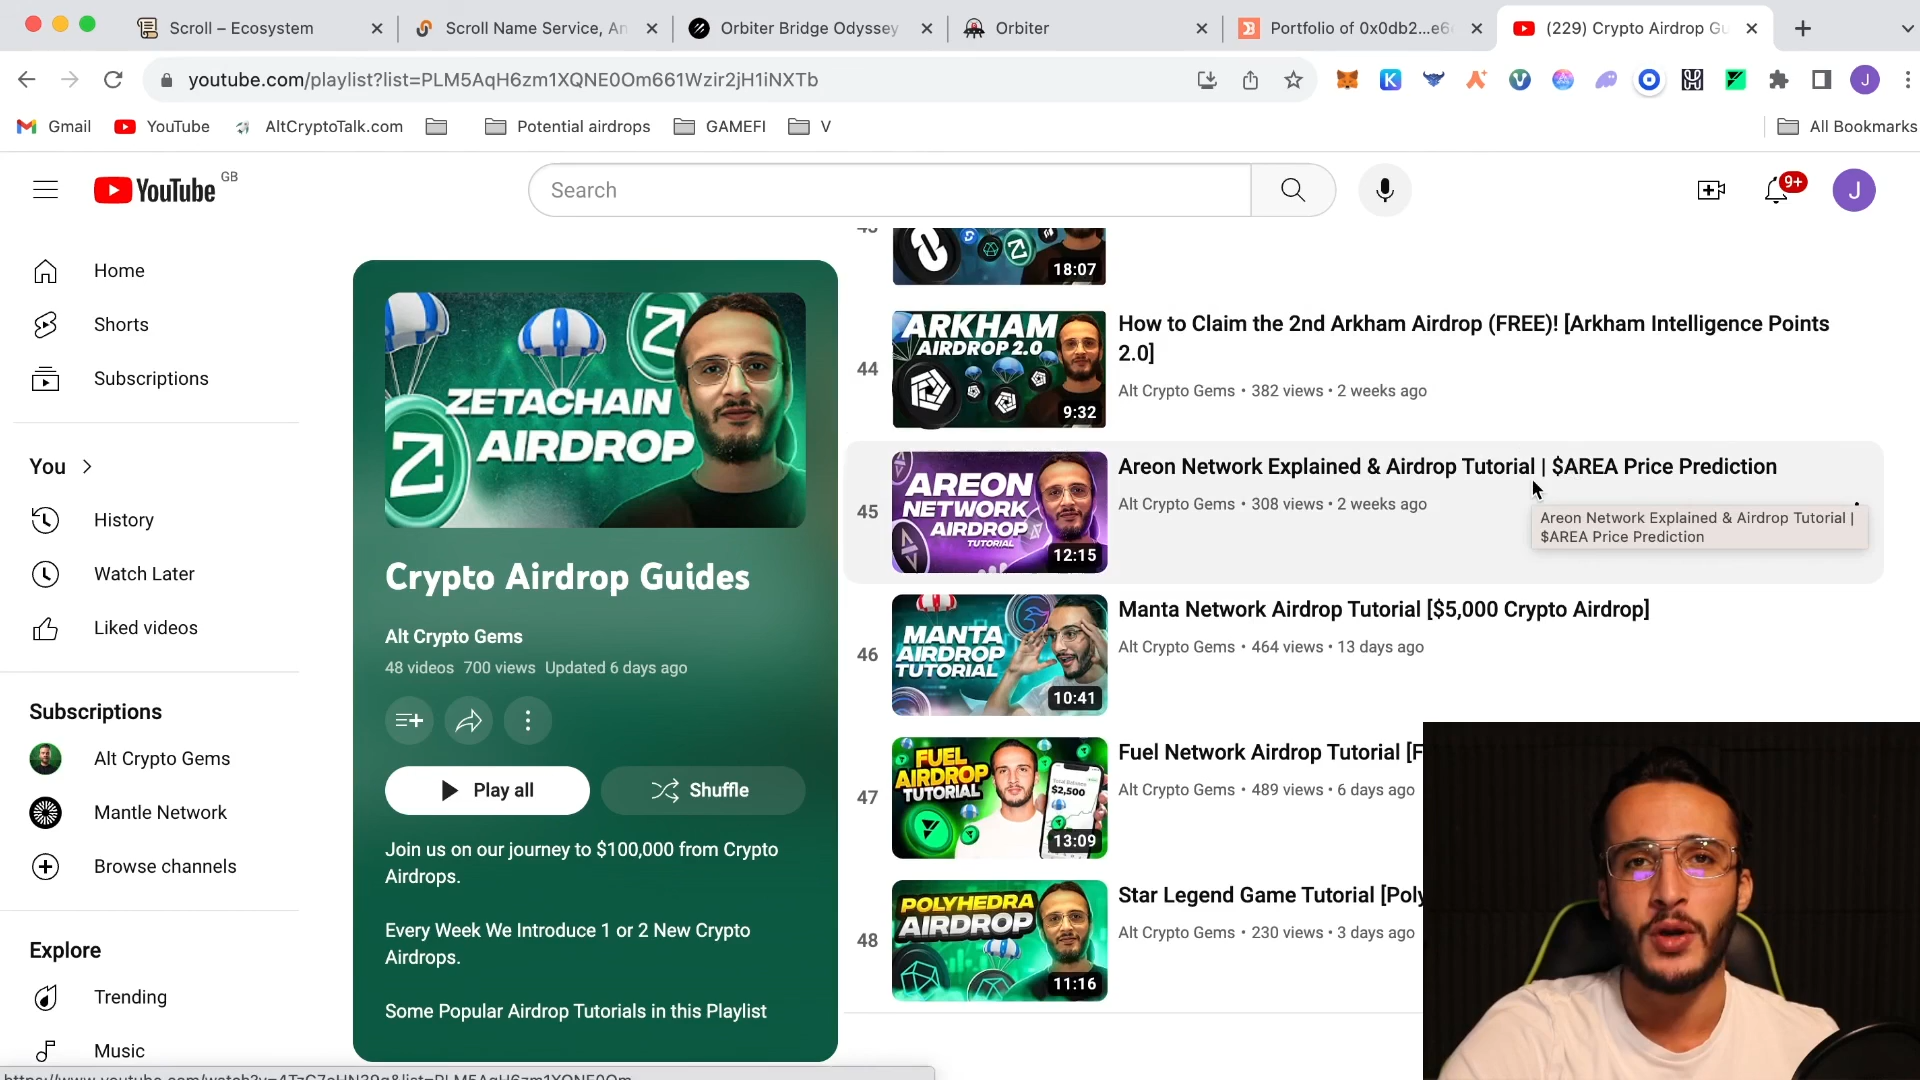 Scroll – Ecosystem
Scroll Name Service, An
Orbiter Bridge Odyssey
Orbiter
Portfolio of 0x0db2...e6
(229) Crypto Airdrop Gu
youtube.com/playlist?list=PLM5AqH6zm1XQNE0Om661Wzir2jH1iNXTb
J
Gmail
YouTube
AltCryptoTalk.com
Potential airdrops
GAMEFI
V
All Bookmarks
YouTube GB
Search
9+
J
Home
Shorts
Subscriptions
You
History
Watch Later
Liked videos
Subscriptions
Alt Crypto Gems
Mantle Network
Browse channels
Explore
Trending
Music
ZETACHAIN
AIRDROP
Crypto Airdrop Guides
Alt Crypto Gems
48 videos 700 views Updated 6 days ago
Play all
Shuffle
Join us on our journey to $100,000 from Crypto
Airdrops.
Every Week We Introduce 1 or 2 New Crypto
Airdrops.
Some Popular Airdrop Tutorials in this Playlist
18:07
44
ARKHAM
AIRDROP 2.0
9:32
How to Claim the 2nd Arkham Airdrop (FREE)! [Arkham Intelligence Points
2.0]
Alt Crypto Gems • 382 views • 2 weeks ago
45
AREON
NETWORK
AIRDROP
TUTORIAL
12:15
Areon Network Explained & Airdrop Tutorial | $AREA Price Prediction
Alt Crypto Gems • 308 views • 2 weeks ago
Areon Network Explained & Airdrop Tutorial |
$AREA Price Prediction
46
MANTA
AIRDROP
TUTORIAL
10:41
Manta Network Airdrop Tutorial [$5,000 Crypto Airdrop]
Alt Crypto Gems • 464 views • 13 days ago
47
FUEL
AIRDROP
TUTORIAL
$2,500
13:09
Fuel Network Airdrop Tutorial [F
Alt Crypto Gems • 489 views • 6 days ago
48
POLYHEDRA
AIRDROP
11:16
Star Legend Game Tutorial [Poly
Alt Crypto Gems • 230 views • 3 days ago